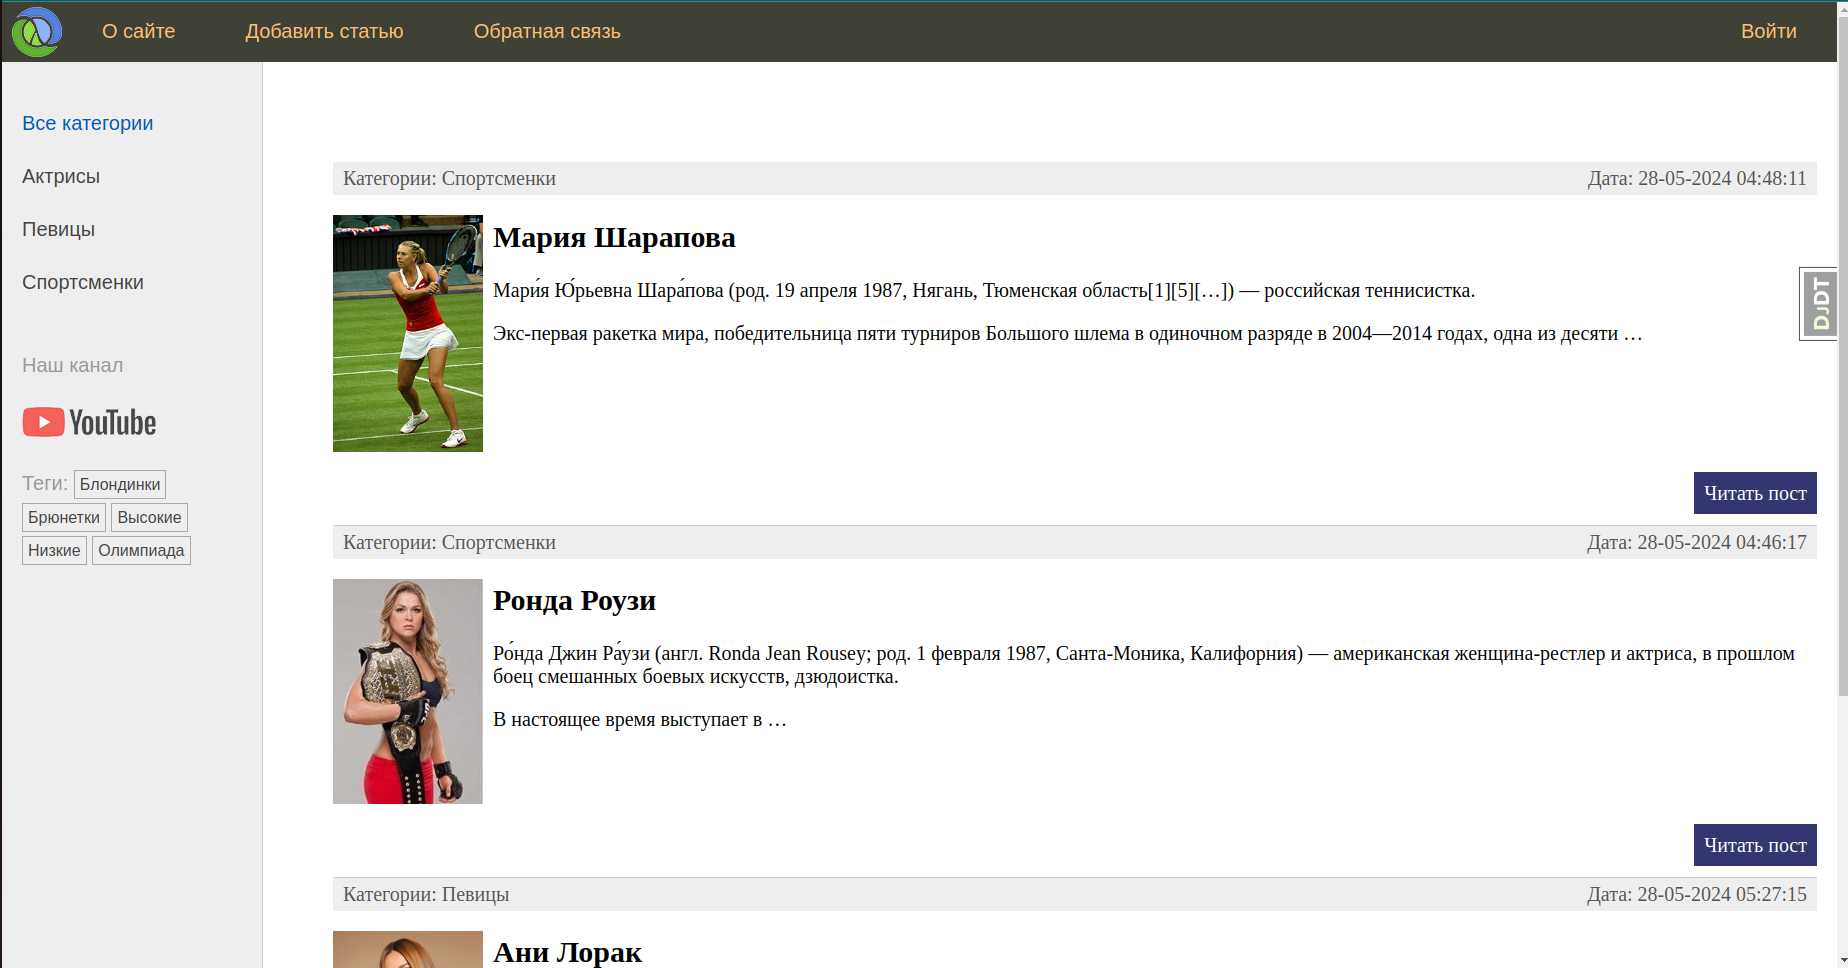 О сайте Добавить статью Обратная связь Войти
Все категории
Актрисы
Певицы
Спортсменки
Наш канал
YouTube
Теги: Блондинки
Брюнетки Высокие
Низкие Олимпиада
Категории: Спортсменки Дата: 28-05-2024 04:48:11
Мария Шарапова
Мари́я Ю́рьевна Шара́пова (род. 19 апреля 1987, Нягань, Тюменская область[1][5][…]) — российская теннисистка.
Экс-первая ракетка мира, победительница пяти турниров Большого шлема в одиночном разряде в 2004—2014 годах, одна из десяти …
Читать пост
DJDT
Категории: Спортсменки Дата: 28-05-2024 04:46:17
Ронда Роузи
Ро́нда Джин Ра́узи (англ. Ronda Jean Rousey; род. 1 февраля 1987, Санта-Моника, Калифорния) — американская женщина-рестлер и актриса, в прошлом
боец смешанных боевых искусств, дзюдоистка.
В настоящее время выступает в …
Читать пост
Категории: Певицы Дата: 28-05-2024 05:27:15
Ани Лорак